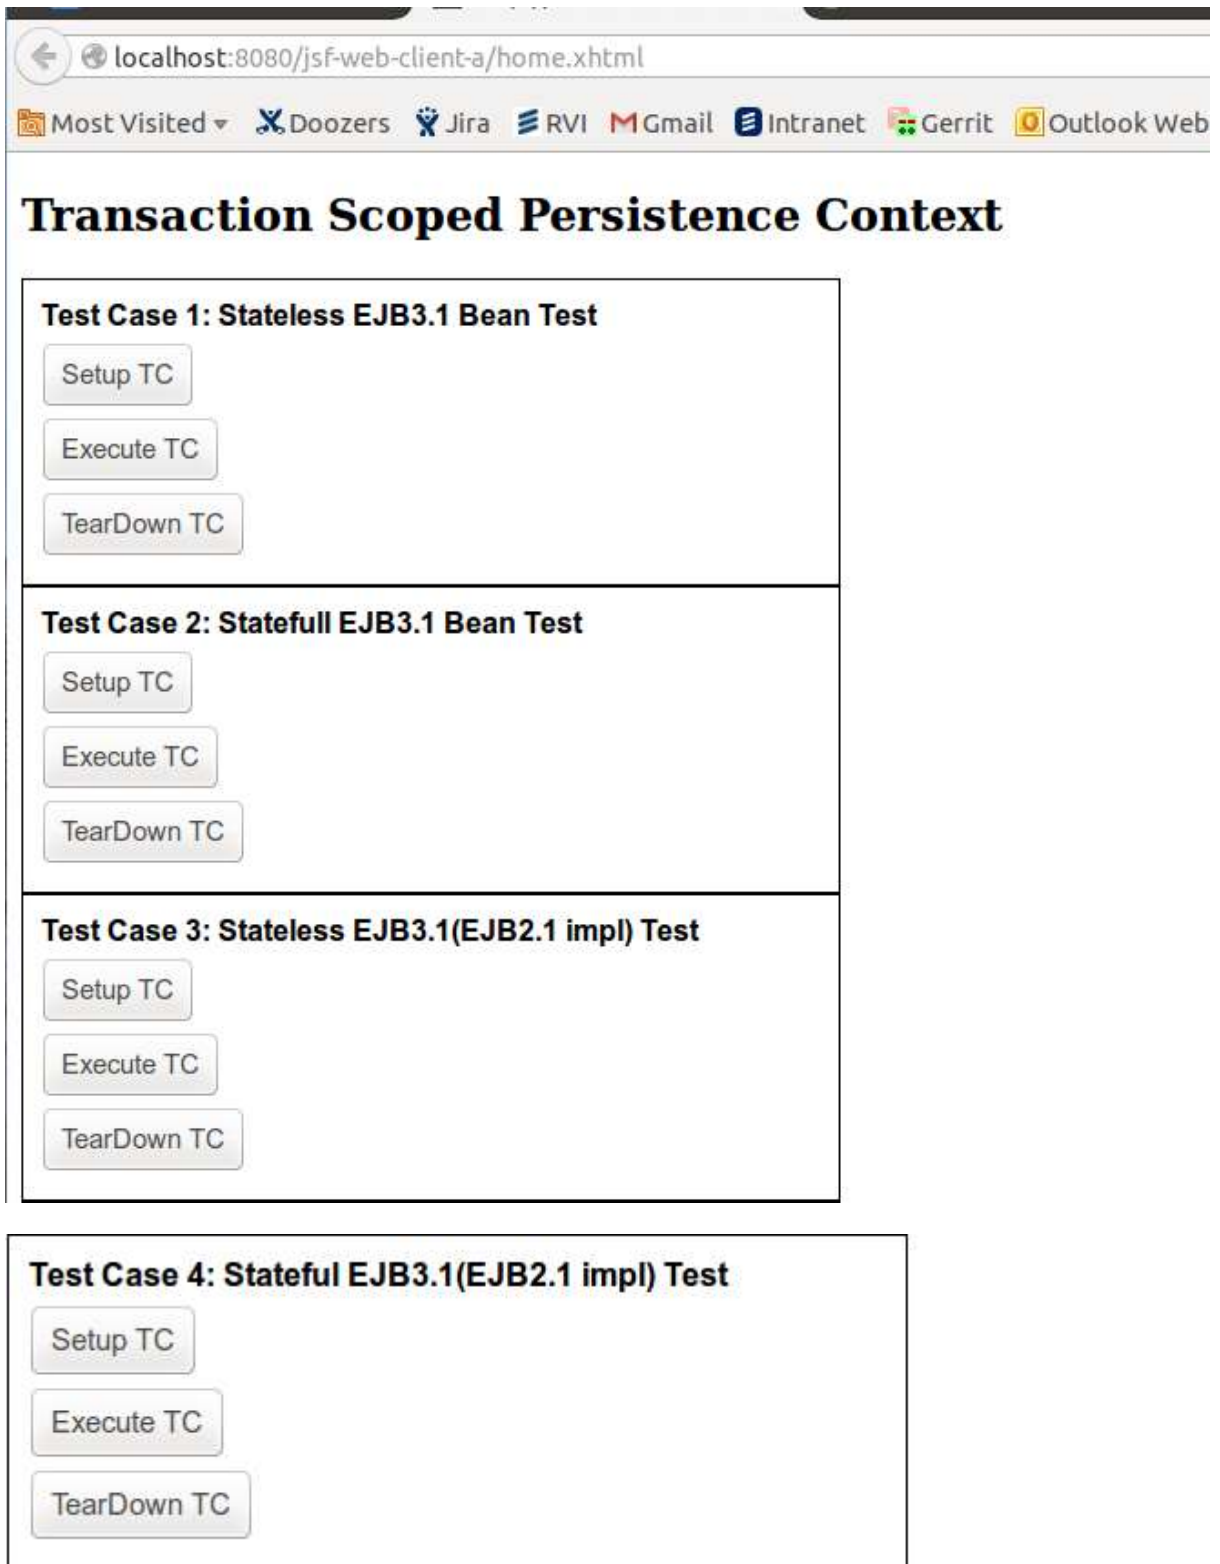 localhost:8080/jsf-web-client-a/home.xhtml
Most Visited Doozers Jira RVI Gmail Intranet Gerrit Outlook Web
Transaction Scoped Persistence Context
Test Case 1: Stateless EJB3.1 Bean Test
Setup TC
Execute TC
TearDown TC
Test Case 2: Statefull EJB3.1 Bean Test
Setup TC
Execute TC
TearDown TC
Test Case 3: Stateless EJB3.1(EJB2.1 impl) Test
Setup TC
Execute TC
TearDown TC
Test Case 4: Stateful EJB3.1(EJB2.1 impl) Test
Setup TC
Execute TC
TearDown TC